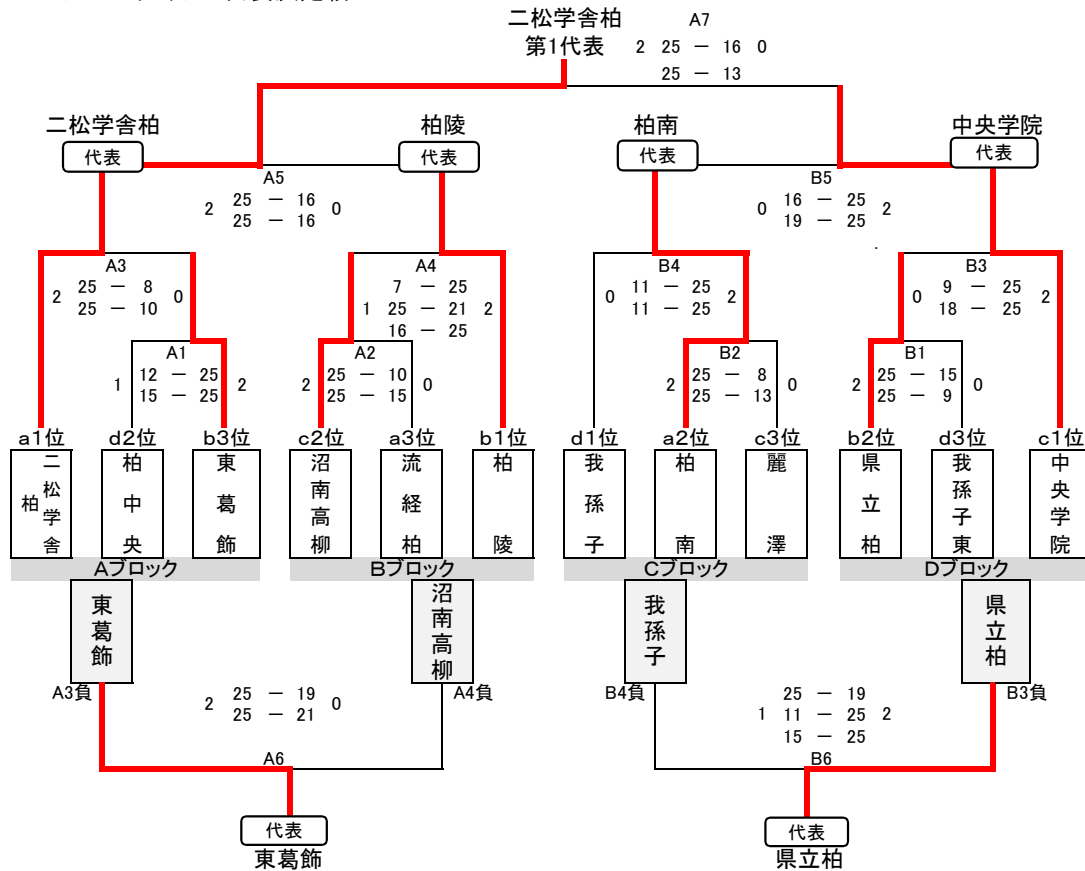 二松学舎柏 A7
第1代表 2 25 － 16 0
25 － 13
二松学舎柏 柏陵 柏南 中央学院
代表 代表 代表 代表
A5 B5
2 25 － 16 0
25 － 16
0 16 － 25 2
19 － 25
A3 A4 B4 B3
2 25 － 8 0
25 － 10
7 － 25
1 25 － 21 2
16 － 25
0 11 － 25 2
11 － 25
0 9 － 25 2
18 － 25
A1 A2 B2 B1
1 12 － 25 2
15 － 25
2 25 － 10 0
25 － 15
2 25 － 8 0
25 － 13
2 25 － 15 0
25 － 9
a1位 d2位 b3位 c2位 a3位 b1位 d1位 a2位 c3位 b2位 d3位 c1位
二松学舎柏
柏中央
東葛飾
沼南高柳
流経柏
柏陵
我孫子
柏南
麗澤
県立柏
我孫子東
中央学院
Aブロック Bブロック Cブロック Dブロック
東葛飾
沼南高柳
我孫子
県立柏
A3負 A4負 B4負 B3負
2 25 － 19 0
25 － 21
25 － 19
1 11 － 25 2
15 － 25
A6 B6
代表 代表
東葛飾 県立柏